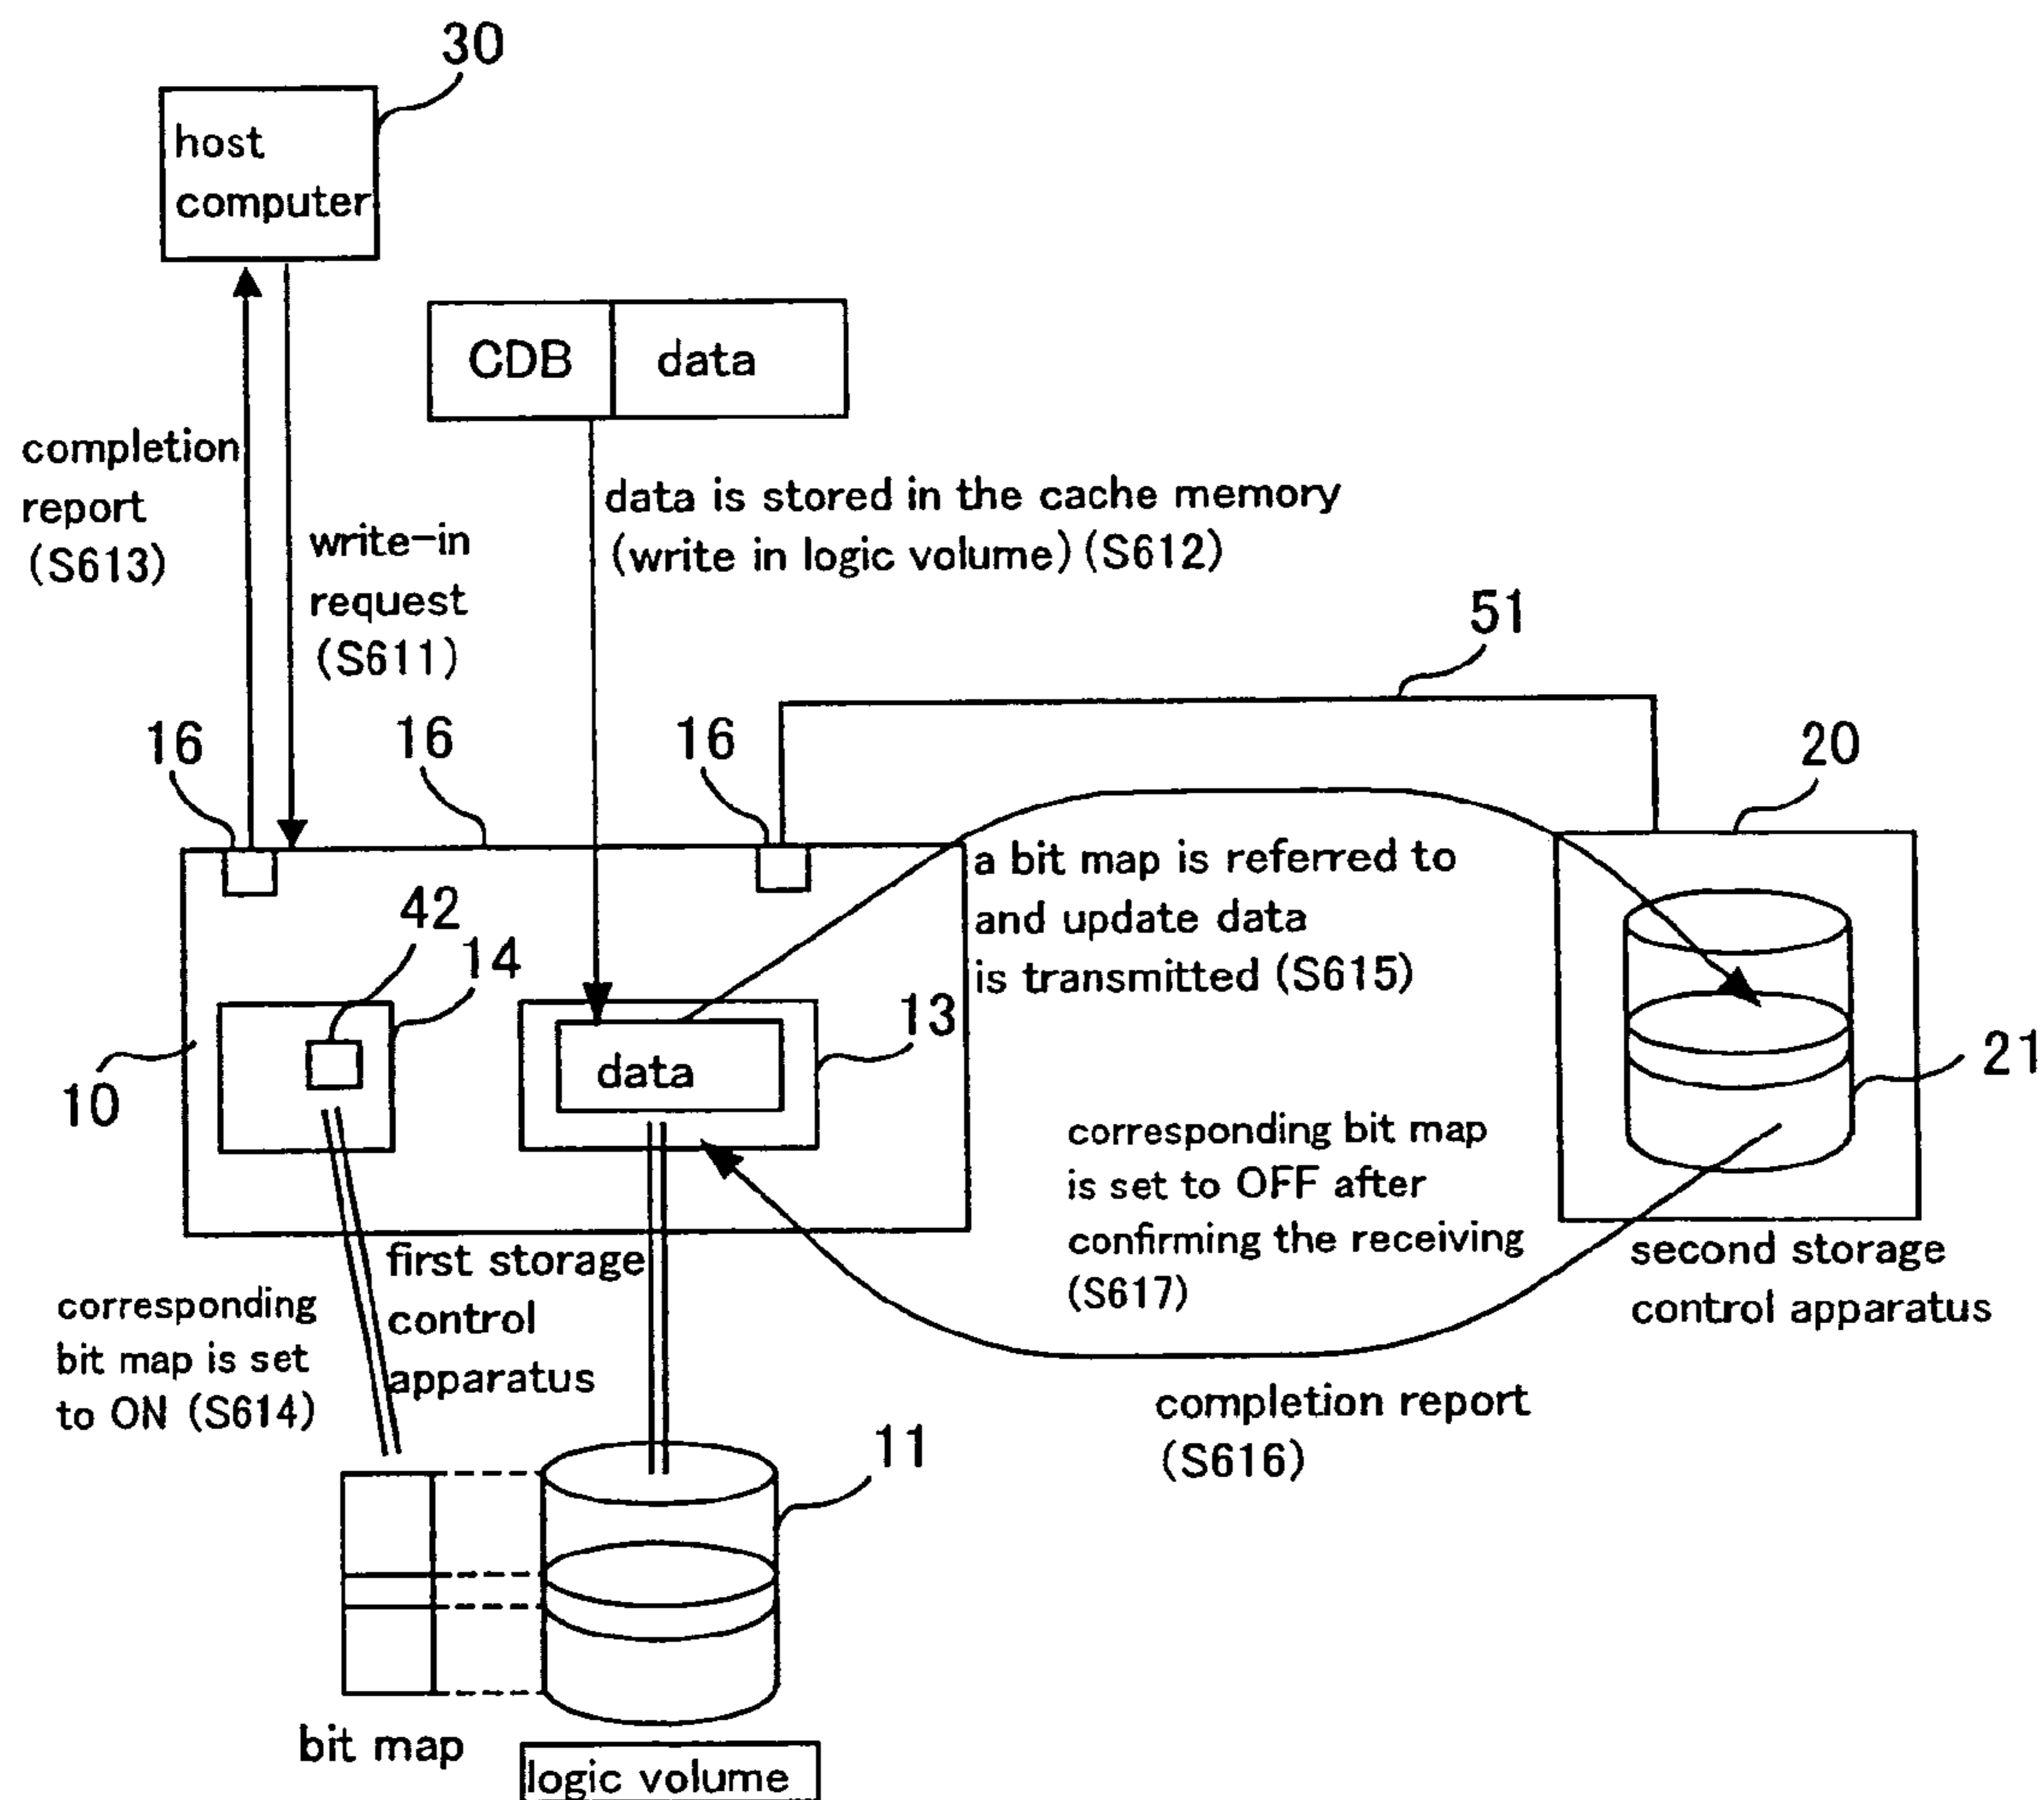 30
host
computer
CDB
data
completion
report
(S613)
write-in
request
(S611)
data is stored in the cache memory
(write in logic volume)(S612)
51
16
16
16
20
a bit map is referred to
and update data
is transmitted (S615)
42
14
13
data
10
21
corresponding bit map
is set to OFF after
confirming the receiving
(S617)
first storage
control
apparatus
second storage
control apparatus
corresponding
bit map is set
to ON (S614)
completion report
(S616)
11
bit map
logic volume